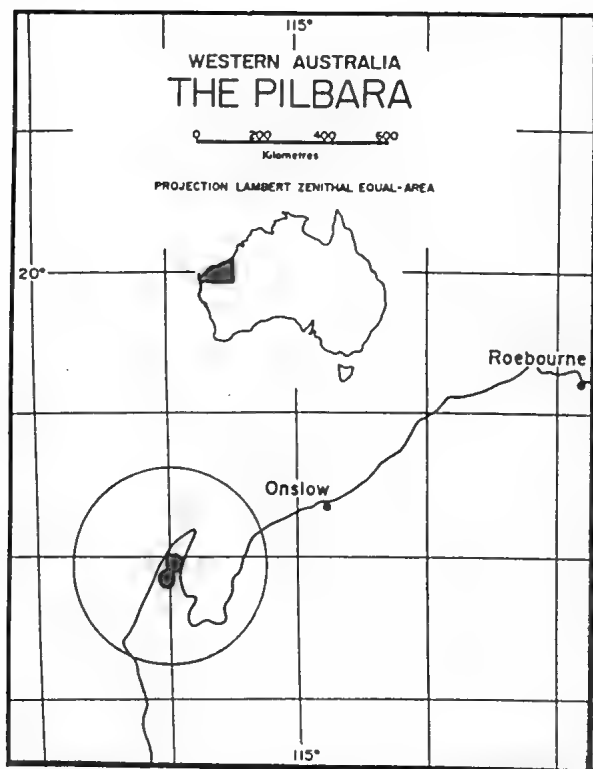 115°
WESTERN AUSTRALIA
THE PILBARA
0 200 400 600
Kilometres
PROJECTION LAMBERT ZENITHAL EQUAL-AREA
20°
Roebourne
Onslow
115°